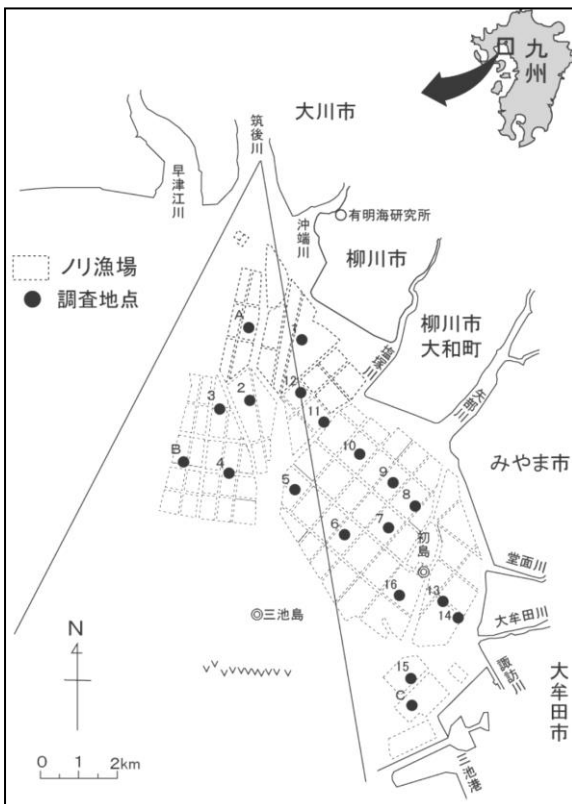 九州
大川市
筑後川
早津江川
沖端川
有明海研究所
柳川市
ノリ漁場
調査地点
柳川市
大和町
塩塚川
矢部川
みやま市
A
1
12
3
2
11
B
4
10
5
9
8
6
7
初島
堂面川
16
13
14
大牟田川
三池島
諏訪川
大牟田市
15
C
N
三池港
0 1 2km